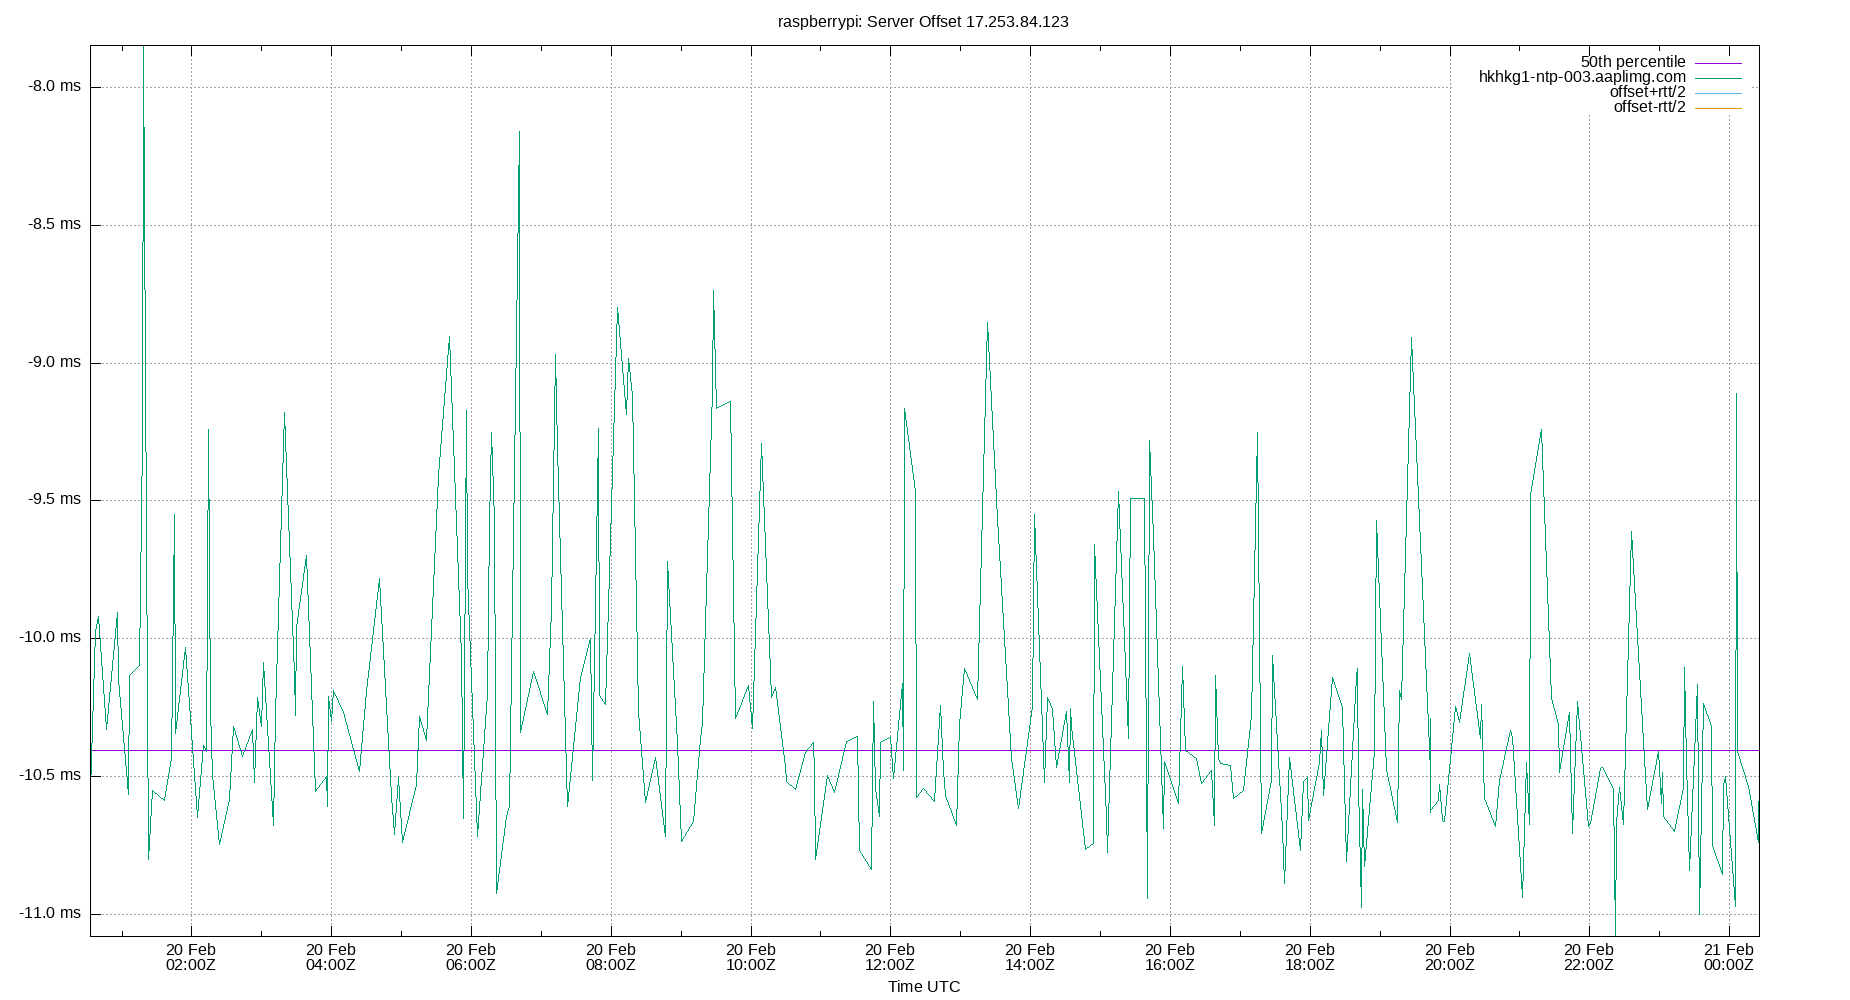 raspberrypi: Server Offset 17.253.84.123
50th percentile
hkhkg1-ntp-003.aaplimg.com
offset+rtt/2
offset-rtt/2
-8.0 ms
-8.5 ms
-9.0 ms
-9.5 ms
-10.0 ms
-10.5 ms
-11.0 ms
20 Feb 20 Feb 20 Feb 20 Feb 20 Feb 20 Feb 20 Feb 20 Feb 20 Feb 20 Feb 20 Feb 21 Feb
02:00Z 04:00Z 06:00Z 08:00Z 10:00Z 12:00Z 14:00Z 16:00Z 18:00Z 20:00Z 22:00Z 00:00Z
Time UTC